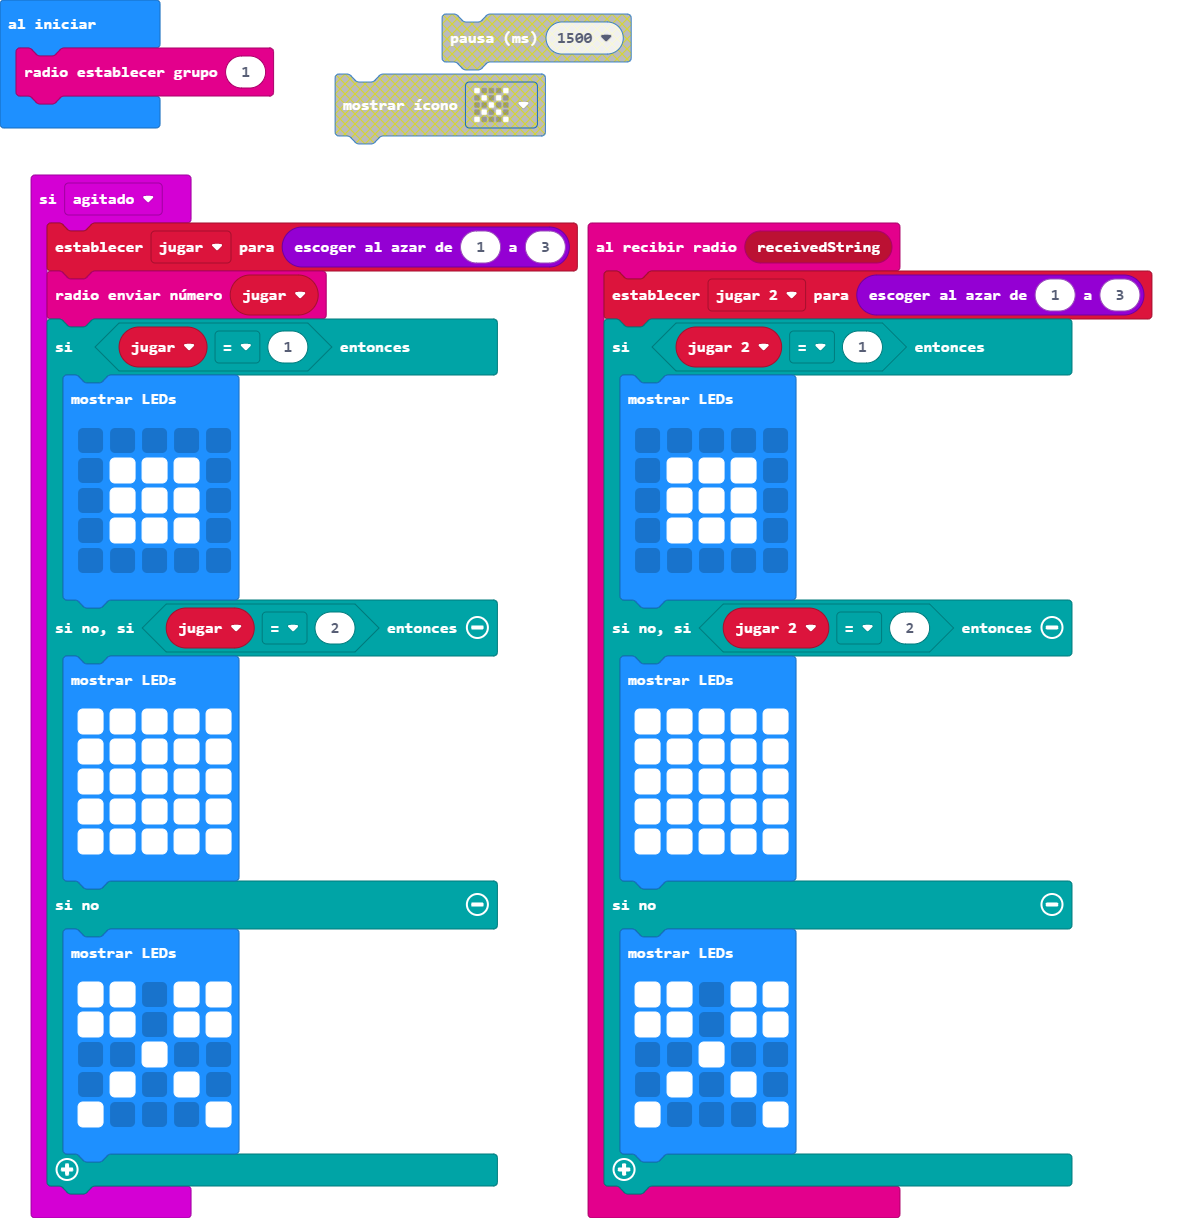 al iniciar
radio establecer grupo 1
pausa (ms) 1500
mostrar ícono
si agitado
establecer jugar para escoger al azar de 1 a 3
radio enviar número jugar
si jugar = 1 entonces
mostrar LEDs
si no, si jugar = 2 entonces
mostrar LEDs
si no
mostrar LEDs
al recibir radio receivedString
establecer jugar 2 para escoger al azar de 1 a 3
si jugar 2 = 1 entonces
mostrar LEDs
si no, si jugar 2 = 2 entonces
mostrar LEDs
si no
mostrar LEDs